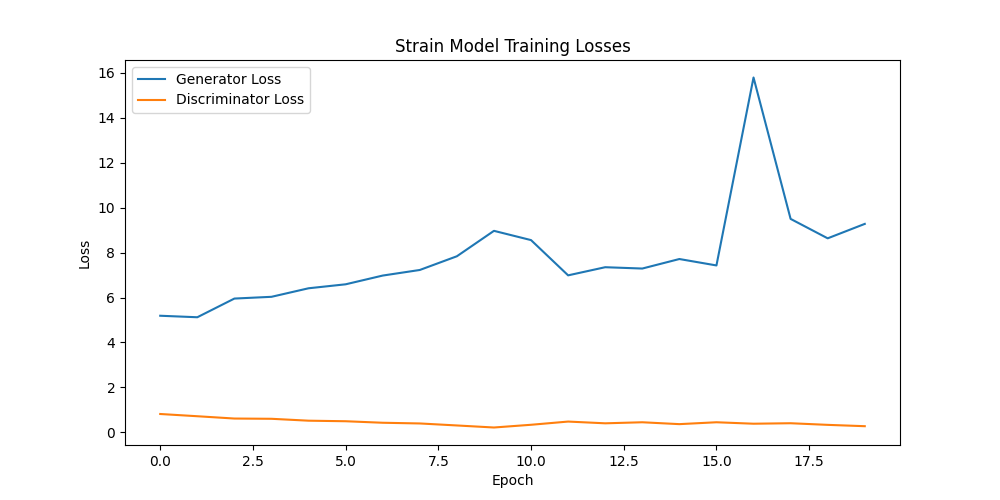 Strain Model Training Losses
Generator Loss
Discriminator Loss
16
14
12
10
8
6
4
2
0
Loss
0.0 2.5 5.0 7.5 10.0 12.5 15.0 17.5
Epoch